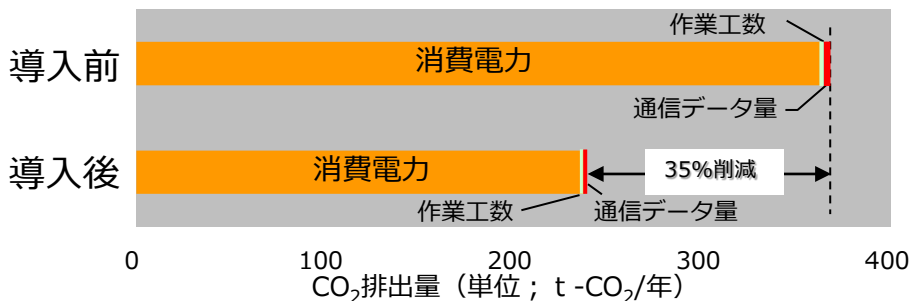 作業工数
導入前
消費電力
通信データ量
導入後
消費電力
35%削減
作業工数
通信データ量
0 100 200 300 400
CO₂排出量（単位； t -CO₂/年）